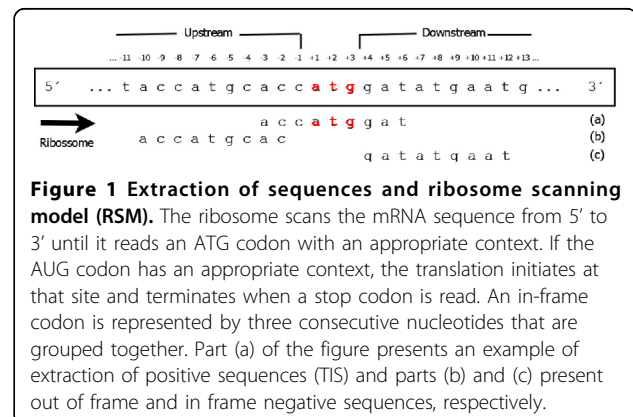 Upstream Downstream
... -11 -10 -9 -8 -7 -6 -5 -4 -3 -2 -1 +1 +2 +3 +4 +5 +6 +7 +8 +9 +10 +11 +12 +13 ...
5´ ... t a c c a t g c a c c a t g g a t a t g a a t g ... 3´
a c c a t g g a t (a)
Ribossome a c c a t g c a c (b)
g a t a t g a a t (c)
Figure 1 Extraction of sequences and ribosome scanning
model (RSM). The ribosome scans the mRNA sequence from 5’ to
3’ until it reads an ATG codon with an appropriate context. If the
AUG codon has an appropriate context, the translation initiates at
that site and terminates when a stop codon is read. An in-frame
codon is represented by three consecutive nucleotides that are
grouped together. Part (a) of the figure presents an example of
extraction of positive sequences (TIS) and parts (b) and (c) present
out of frame and in frame negative sequences, respectively.